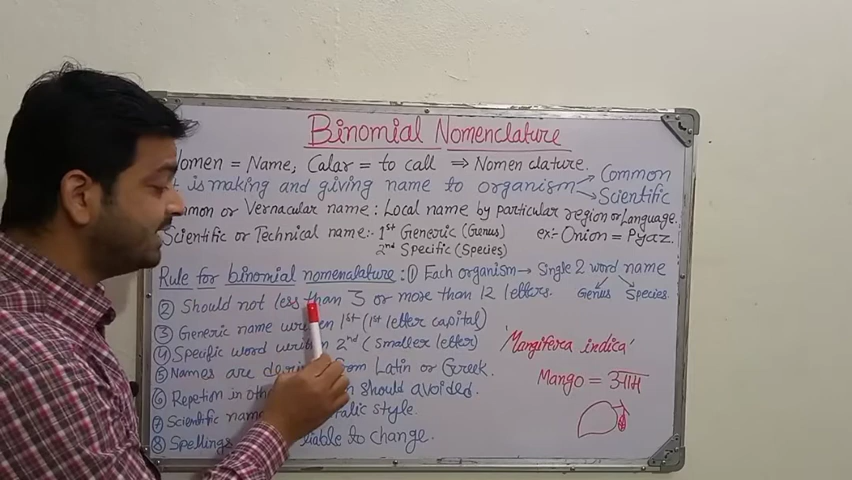 Binomial Nomenclature
Nomen = Name, Calar = to call ⇒ Nomenclature.
It is making and giving name to organism Common
Scientific
Common or Vernacular name : Local name by particular region or Language.
Scientific or Technical name :- 1st Generic (Genus) ex:- Onion = Pyaz
2nd Specific (Species)
Rule for binomial nomenclature : ① Each organism → Single 2 word name
Genus Species
② Should not less than 3 or more than 12 letters.
③ Generic name written 1st (1st letter capital)
④ Specific word written 2nd (smaller letter)
'Mangifera indica'
⑤ Names are derived from Latin or Greek.
Mango = आम
⑥ Repetion in should avoided.
⑦ Scientific name italic style.
⑧ Spellings liable to change.